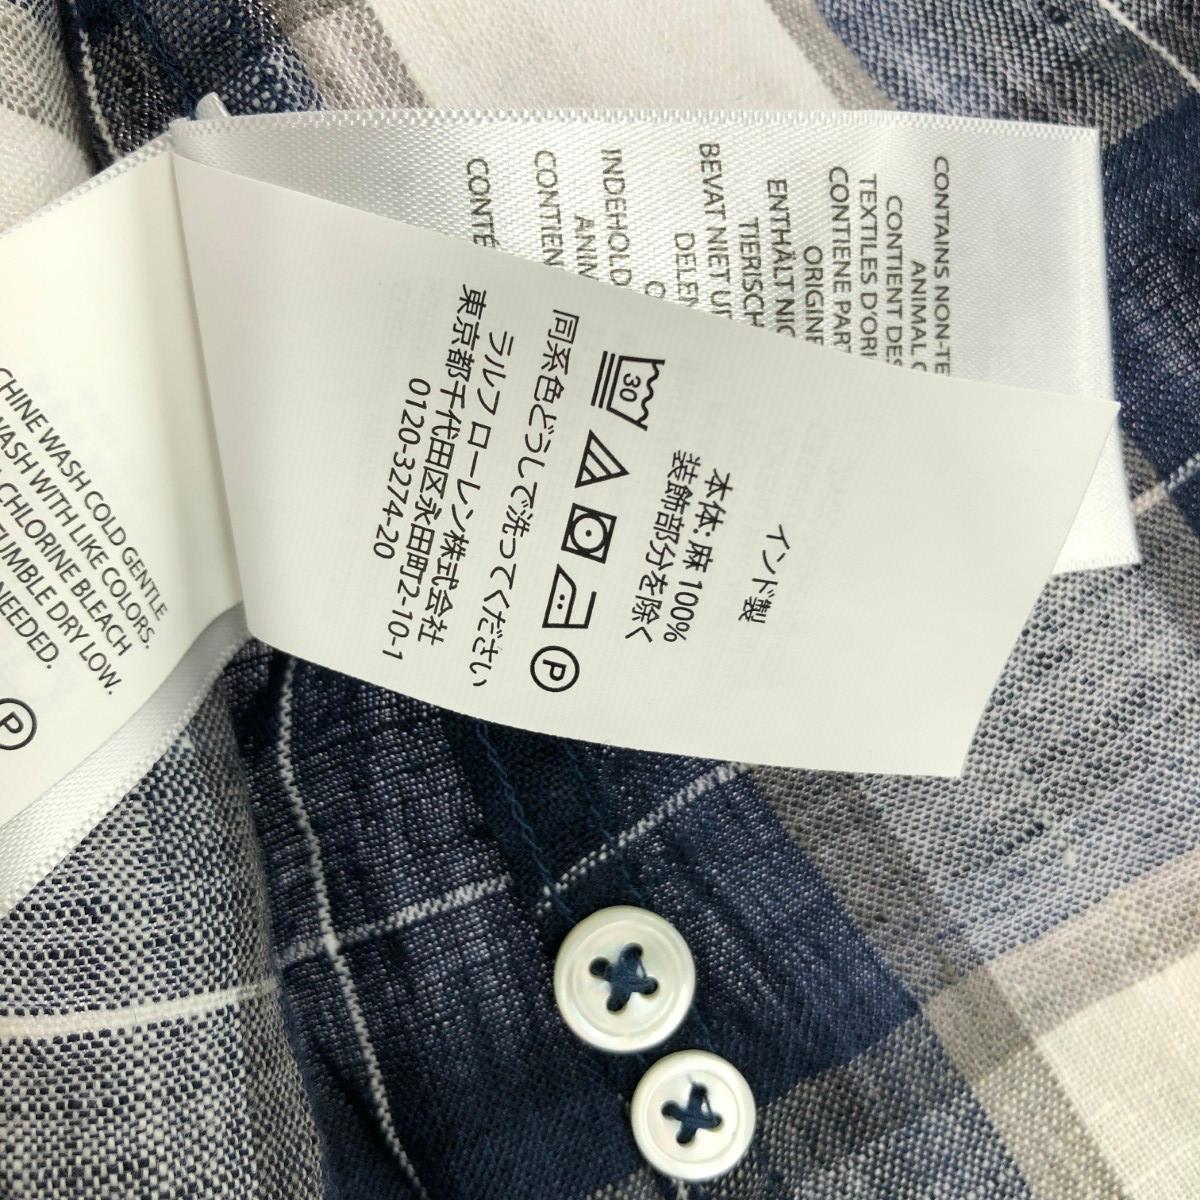 インド製
本体: 麻 100%
装飾部分を除く
30
P
同系色どうしで洗ってください
ラルフ ローレン株式会社
東京都千代田区永田町2-10-1
0120-3274-20
CONTAINS NON-TE
ANIMAL O
CONTIENT DES
TEXTILES D'ORI
CONTIENE PART
ORIGINE
ENTHÄLT NIC
TIERISCH
BEVAT NIET U
DELEN
INDEHOLD
CONTIEN
ANIM
CONTÉ
CHINE WASH COLD GENTLE
WASH WITH LIKE COLORS.
CHLORINE BLEACH
TUMBLE DRY LOW.
NEEDED.
P